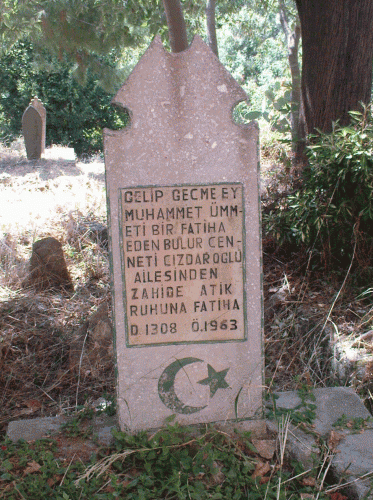 GELİP GEÇME EY
MUHAMMET ÜMM-
ETİ BİR FATİHA
EDEN BULUR CEN-
NETİ CIZDAROĞLU
AİLESİNDEN
ZAHİDE ATİK
RUHUNA FATİHA
D 1308 Ö.1963